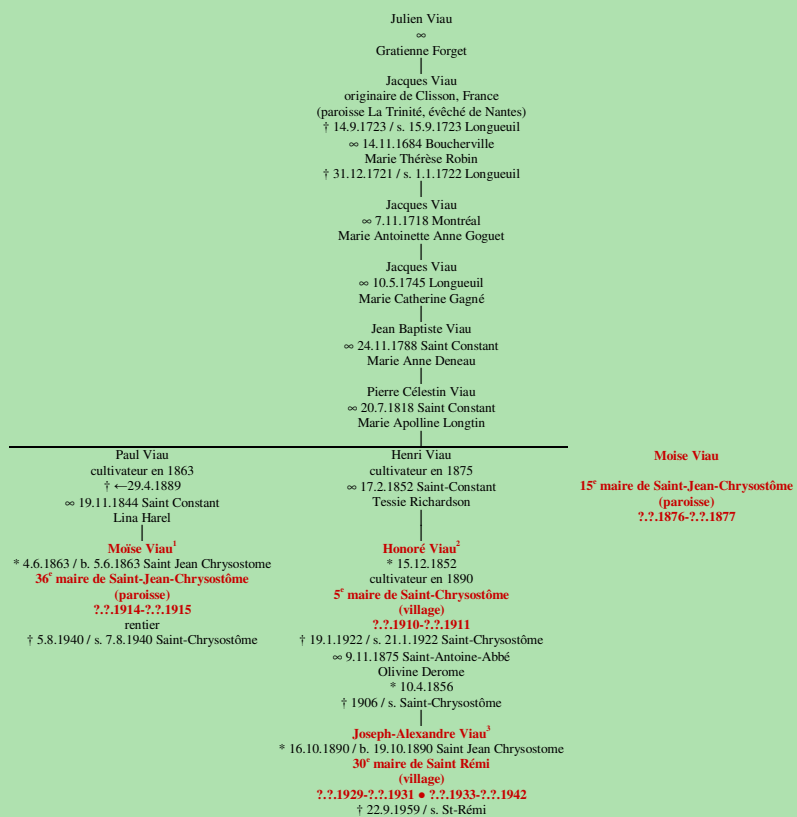 Julien Viau
∞
Gratienne Forget
Jacques Viau
originaire de Clisson, France
(paroisse La Trinité, évêché de Nantes)
† 14.9.1723 / s. 15.9.1723 Longueuil
∞ 14.11.1684 Boucherville
Marie Thérèse Robin
† 31.12.1721 / s. 1.1.1722 Longueuil
Jacques Viau
∞ 7.11.1718 Montréal
Marie Antoinette Anne Goguet
Jacques Viau
∞ 10.5.1745 Longueuil
Marie Catherine Gagné
Jean Baptiste Viau
∞ 24.11.1788 Saint Constant
Marie Anne Deneau
Pierre Célestin Viau
∞ 20.7.1818 Saint Constant
Marie Apolline Longtin
Paul Viau
cultivateur en 1863
† ←29.4.1889
∞ 19.11.1844 Saint Constant
Lina Harel
Moïse Viau¹
* 4.6.1863 / b. 5.6.1863 Saint Jean Chrysostome
36ᵉ maire de Saint-Jean-Chrysostôme
(paroisse)
?.?.1914-?.?.1915
rentier
† 5.8.1940 / s. 7.8.1940 Saint-Chrysostôme
Henri Viau
cultivateur en 1875
∞ 17.2.1852 Saint-Constant
Tessie Richardson
Honoré Viau²
* 15.12.1852
cultivateur en 1890
5ᵉ maire de Saint-Chrysostôme
(village)
?.?.1910-?.?.1911
† 19.1.1922 / s. 21.1.1922 Saint-Chrysostôme
∞ 9.11.1875 Saint-Antoine-Abbé
Olivine Derome
* 10.4.1856
† 1906 / s. Saint-Chrysostôme
Joseph-Alexandre Viau³
* 16.10.1890 / b. 19.10.1890 Saint Jean Chrysostome
30ᵉ maire de Saint Rémi
(village)
?.?.1929-?.?.1931 ● ?.?.1933-?.?.1942
† 22.9.1959 / s. St-Rémi
Moise Viau
15ᵉ maire de Saint-Jean-Chrysostôme
(paroisse)
?.?.1876-?.?.1877